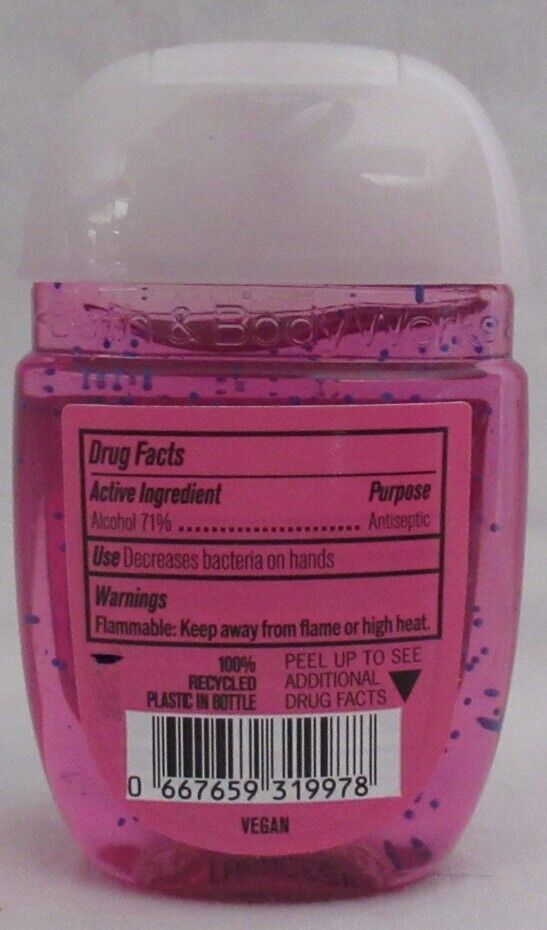 & Body Works
Drug Facts
Active Ingredient Purpose
Alcohol 71% ........................ Antiseptic
Use Decreases bacteria on hands
Warnings
Flammable: Keep away from flame or high heat.
100%
RECYCLED
PLASTIC IN BOTTLE
PEEL UP TO SEE
ADDITIONAL
DRUG FACTS
0 667659 319978
VEGAN